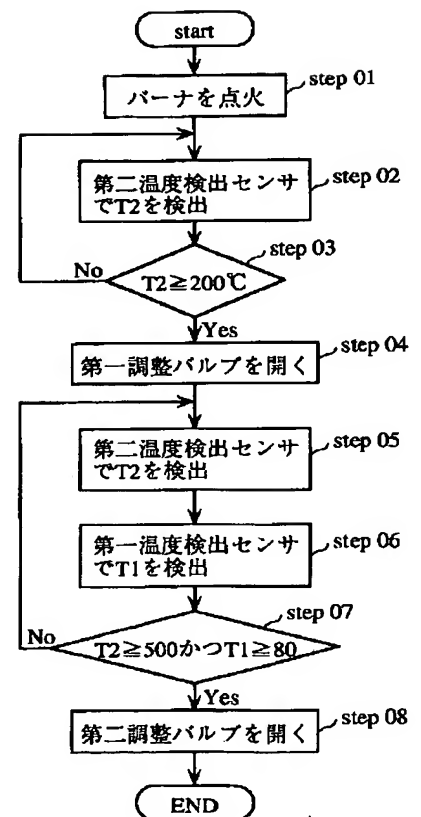 start
バーナを点火
step 01
第二温度検出センサ
でT2を検出
step 02
T2≧200℃
step 03
No
Yes
第一調整バルブを開く
step 04
第二温度検出センサ
でT2を検出
step 05
第一温度検出センサ
でT1を検出
step 06
T2≧500かつT1≧80
step 07
No
Yes
第二調整バルブを開く
step 08
END